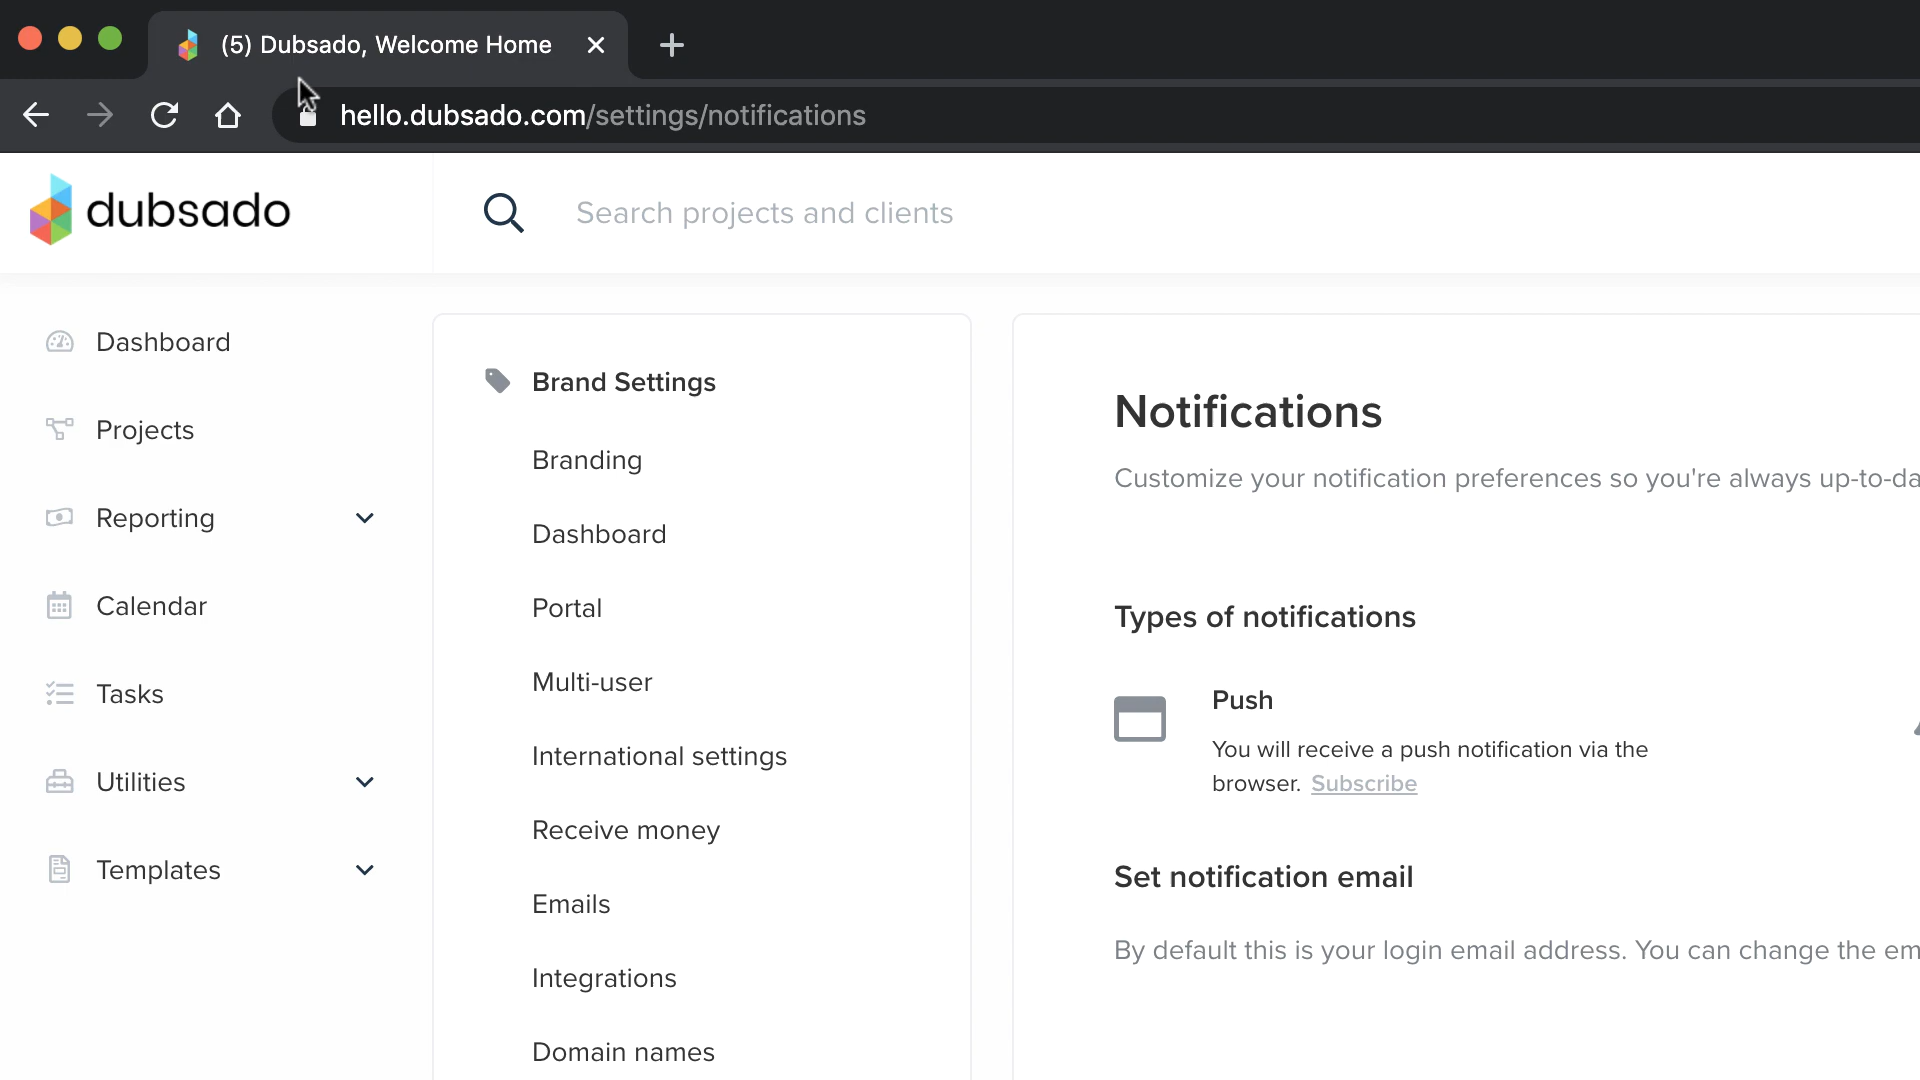 (5) Dubsado, Welcome Home
hello.dubsado.com/settings/notifications
dubsado
Search projects and clients
Dashboard
Projects
Reporting
Calendar
Tasks
Utilities
Templates
Brand Settings
Branding
Dashboard
Portal
Multi-user
International settings
Receive money
Emails
Integrations
Domain names
Notifications
Customize your notification preferences so you're always up-to-da
Types of notifications
Push
You will receive a push notification via the
browser. Subscribe
Set notification email
By default this is your login email address. You can change the em